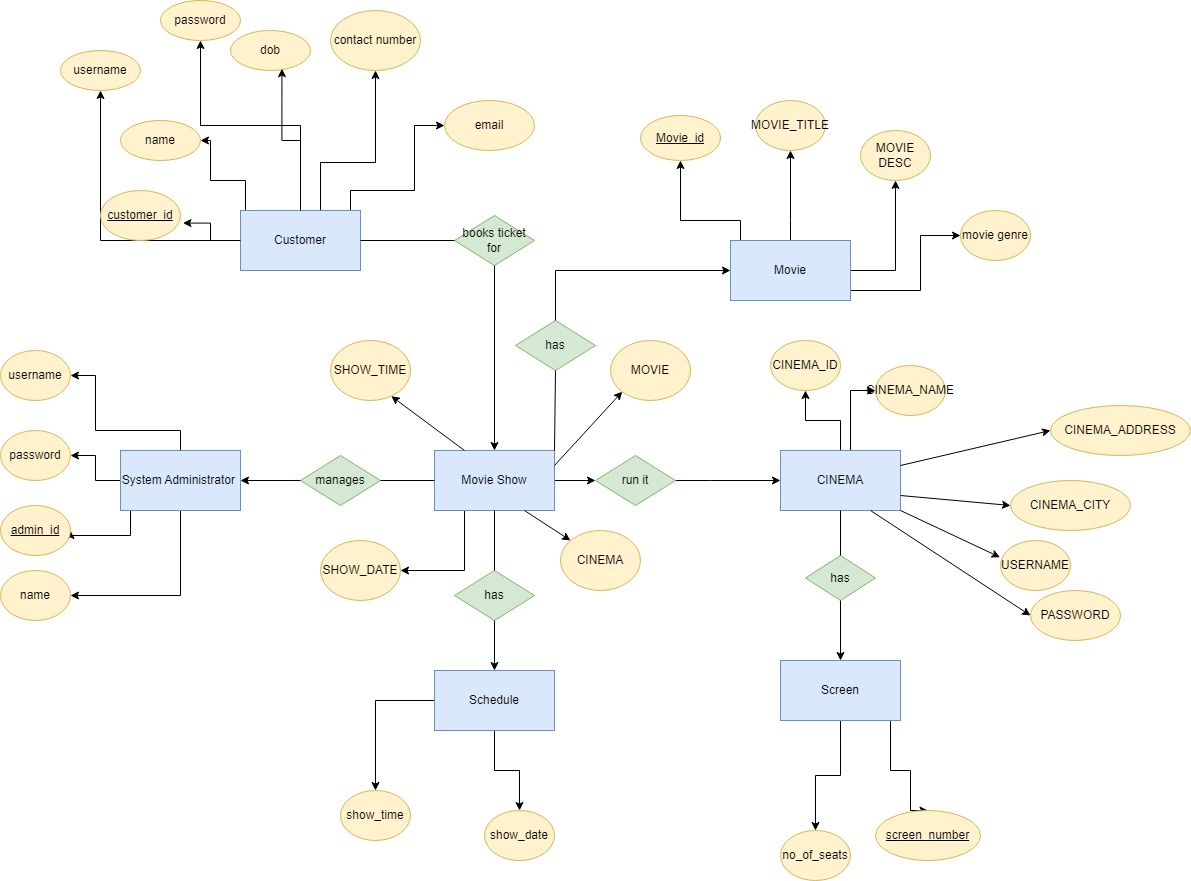 password
dob
contact number
username
name
email
customer_id
Customer
books ticket
for
Movie_id
MOVIE_TITLE
MOVIE
DESC
movie genre
Movie
has
SHOW_TIME
MOVIE
CINEMA_ID
CINEMA_NAME
CINEMA_ADDRESS
username
password
System Administrator
manages
Movie Show
run it
CINEMA
CINEMA_CITY
admin_id
name
SHOW_DATE
CINEMA
has
has
USERNAME
PASSWORD
Schedule
Screen
show_time
show_date
no_of_seats
screen_number